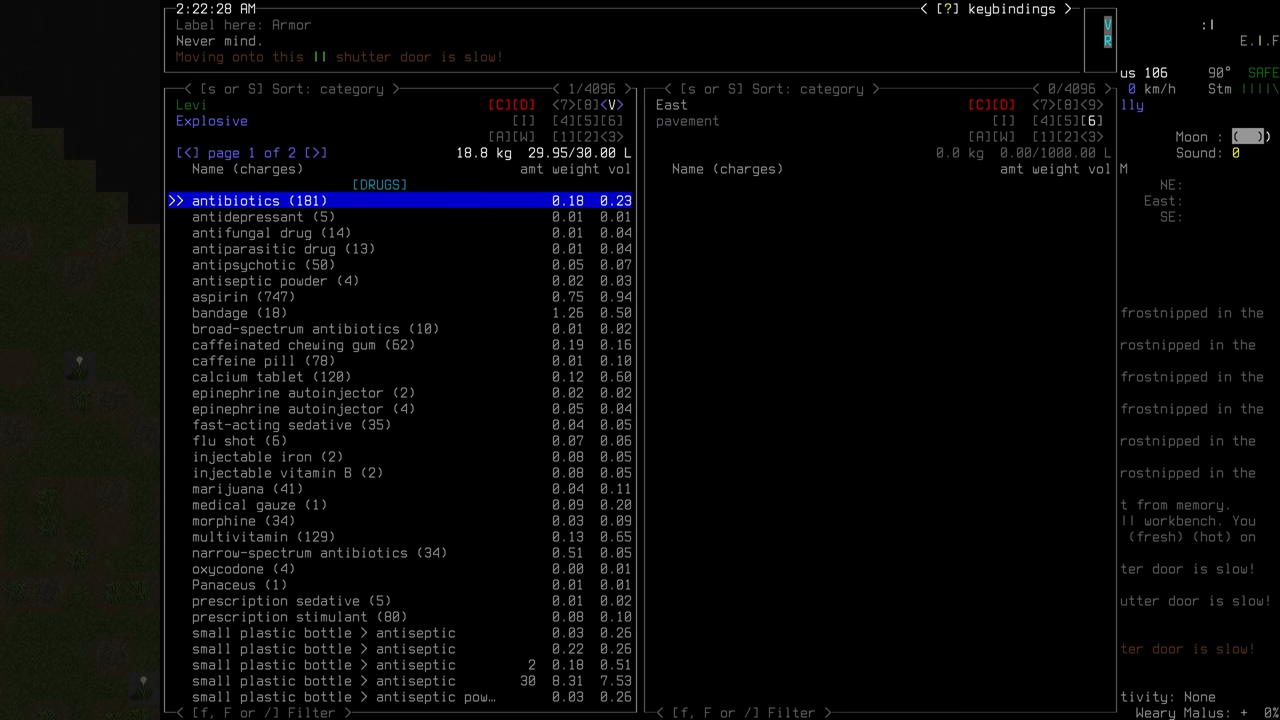 2:22:28 AM < [?] keybindings >
Label here: Armor
Never mind.
Moving onto this || shutter door is slow!
V
R
:|
E.I.F
us 106 90° SAFE
0 km/h Stm ||||\
lly
Moon : ( )
Sound: 0
M
NE:
East:
SE:
< [s or S] Sort: category > < 1/4096 >
Levi [C][D] <7>[8]<V>
Explosive [I] [4][5][6]
[A][W] [1][2]<3>
[<] page 1 of 2 [>] 18.8 kg 29.95/30.00 L
Name (charges) amt weight vol
[DRUGS]
>> antibiotics (181) 0.18 0.23
antidepressant (5) 0.01 0.01
antifungal drug (14) 0.01 0.04
antiparasitic drug (13) 0.01 0.04
antipsychotic (50) 0.05 0.07
antiseptic powder (4) 0.02 0.03
aspirin (747) 0.75 0.94
bandage (18) 1.26 0.50
broad-spectrum antibiotics (10) 0.01 0.02
caffeinated chewing gum (62) 0.19 0.16
caffeine pill (78) 0.01 0.10
calcium tablet (120) 0.12 0.60
epinephrine autoinjector (2) 0.02 0.02
epinephrine autoinjector (4) 0.05 0.04
fast-acting sedative (35) 0.04 0.05
flu shot (6) 0.07 0.06
injectable iron (2) 0.08 0.05
injectable vitamin B (2) 0.08 0.05
marijuana (41) 0.04 0.11
medical gauze (1) 0.09 0.20
morphine (34) 0.03 0.09
multivitamin (129) 0.13 0.65
narrow-spectrum antibiotics (34) 0.51 0.05
oxycodone (4) 0.00 0.01
Panaceus (1) 0.01 0.01
prescription sedative (5) 0.01 0.02
prescription stimulant (80) 0.08 0.10
small plastic bottle > antiseptic 0.03 0.26
small plastic bottle > antiseptic 0.22 0.26
small plastic bottle > antiseptic 2 0.18 0.51
small plastic bottle > antiseptic 30 8.31 7.53
small plastic bottle > antiseptic pow… 0.03 0.26
< [f, F or /] Filter >
< [s or S] Sort: category > < 0/4096 >
East [C][D] <7>[8]<9>
pavement [I] [4][5][6]
[A][W] [1][2]<3>
0.0 kg 0.00/1000.00 L
Name (charges) amt weight vol
< [f, F or /] Filter >
frostnipped in the
rostnipped in the
frostnipped in the
frostnipped in the
rostnipped in the
rostnipped in the
t from memory.
|| workbench. You
(fresh) (hot) on
ter door is slow!
utter door is slow!
ter door is slow!
tivity: None
Weary Malus: + 0%